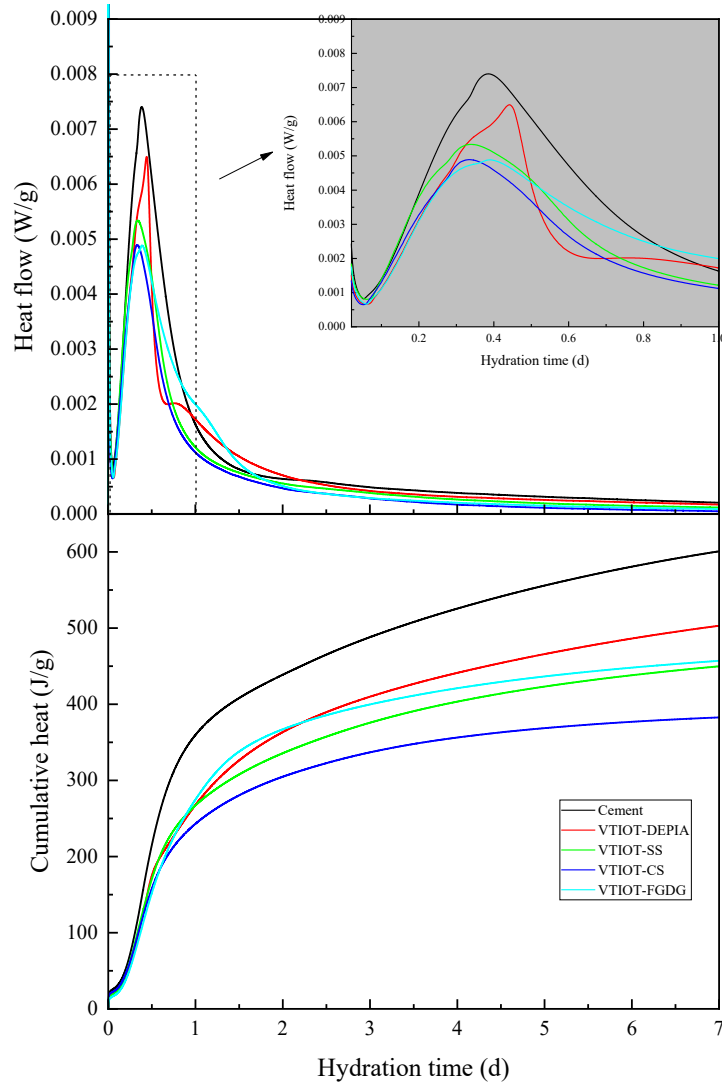 0.009
0.008
0.007
0.006
0.005
0.004
0.003
0.002
0.001
0.000
Heat flow (W/g)
0.009
0.008
0.007
0.006
0.005
0.004
0.003
0.002
0.001
0.000
Heat flow (W/g)
0.2 0.4 0.6 0.8 1.0
Hydration time (d)
600
500
400
300
200
100
0
Cumulative heat (J/g)
Cement
VTIOT-DEPIA
VTIOT-SS
VTIOT-CS
VTIOT-FGDG
0 1 2 3 4 5 6 7
Hydration time (d)